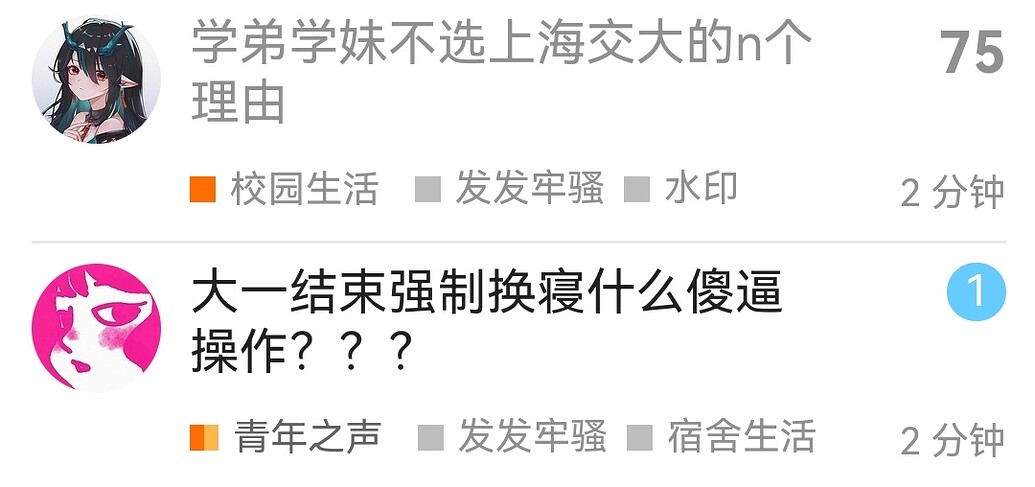 学弟学妹不选上海交大的n个
75
理由
校园生活 发发牢骚 水印
2 分钟
大一结束强制换寝什么傻逼
1
操作？？？
青年之声 发发牢骚 宿舍生活
2 分钟